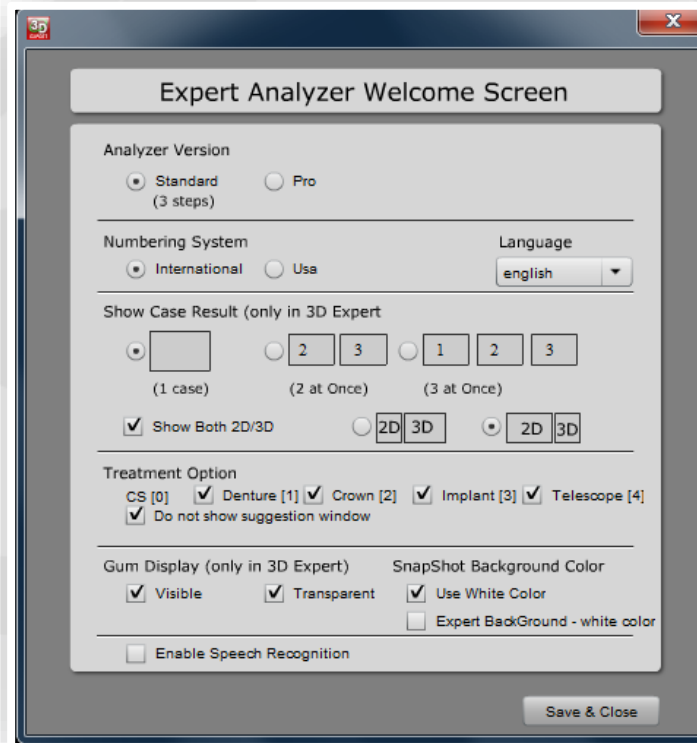 3D
EXPERT
X
Expert Analyzer Welcome Screen
Analyzer Version
Standard Pro
(3 steps)
Numbering System Language
International Usa english
Show Case Result (only in 3D Expert
2 3 1 2 3
(1 case) (2 at Once) (3 at Once)
Show Both 2D/3D 2D 3D 2D 3D
Treatment Option
CS [0] Denture [1] Crown [2] Implant [3] Telescope [4]
Do not show suggestion window
Gum Display (only in 3D Expert) SnapShot Background Color
Visible Transparent Use White Color
Expert BackGround - white color
Enable Speech Recognition
Save & Close